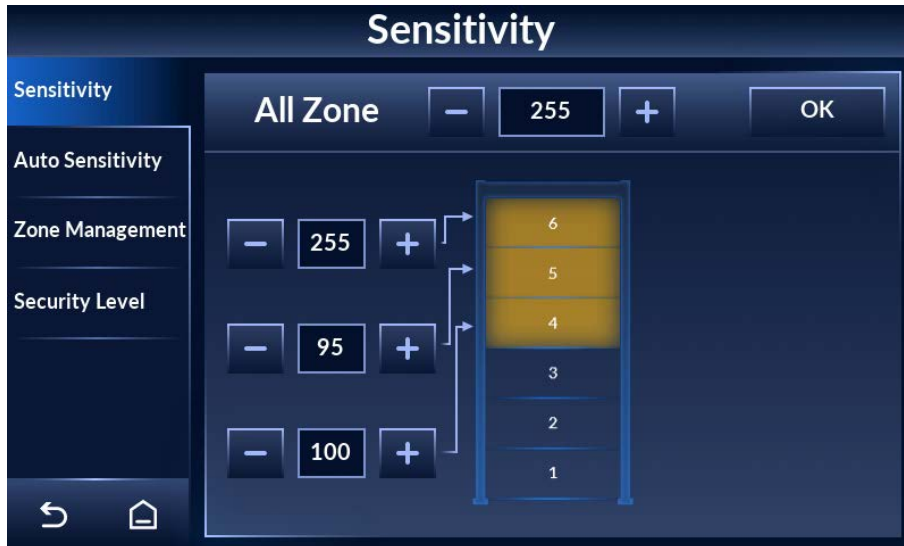 Sensitivity
Sensitivity
Auto Sensitivity
Zone Management
Security Level
All Zone − 255 + OK
− 255 +
− 95 +
− 100 +
6
5
4
3
2
1